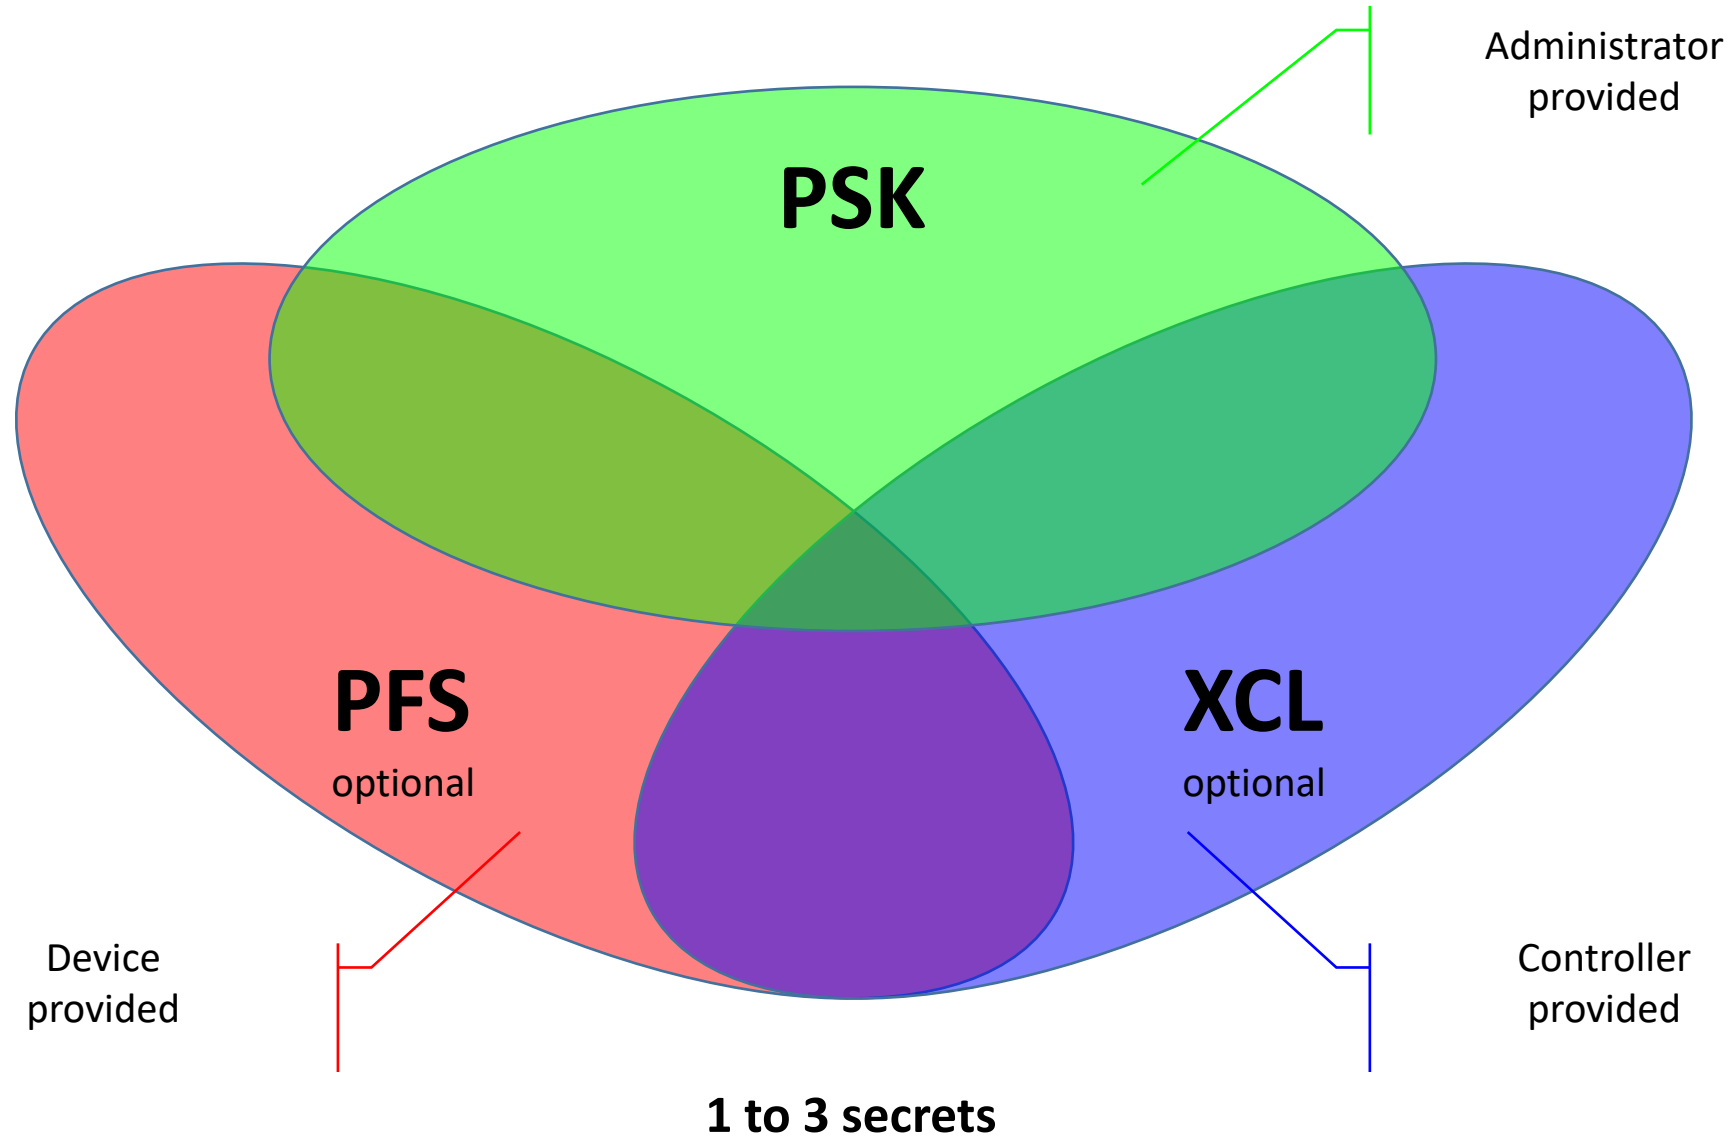 Administrator
provided
PSK
PFS
optional
XCL
optional
Device
provided
Controller
provided
1 to 3 secrets